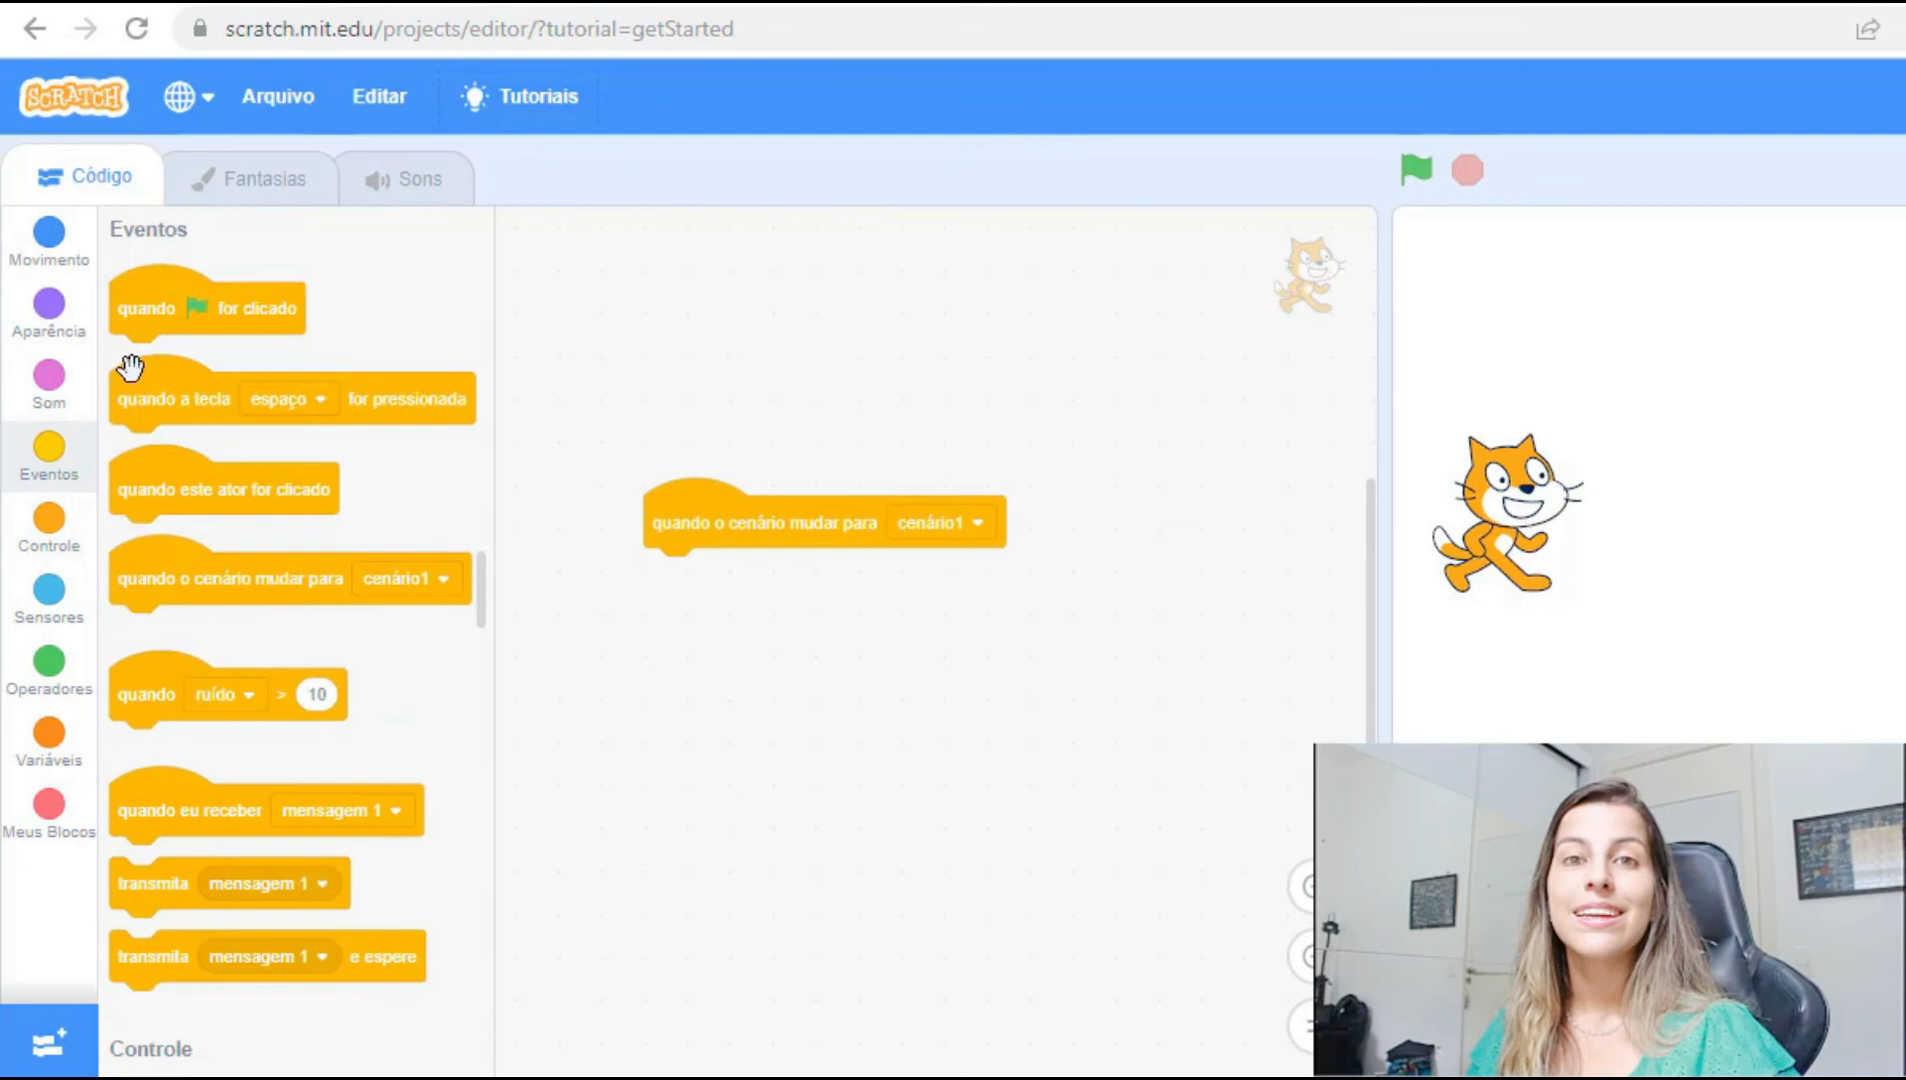 scratch.mit.edu/projects/editor/?tutorial=getStarted
SCRATCH
Arquivo
Editar
Tutoriais
Código
Fantasias
Sons
Movimento
Aparência
Som
Eventos
Controle
Sensores
Operadores
Variáveis
Meus Blocos
Eventos
quando for clicado
quando a tecla espaço for pressionada
quando este ator for clicado
quando o cenário mudar para cenário1
quando ruído > 10
quando eu receber mensagem 1
transmita mensagem 1
transmita mensagem 1 e espere
Controle
quando o cenário mudar para cenário1